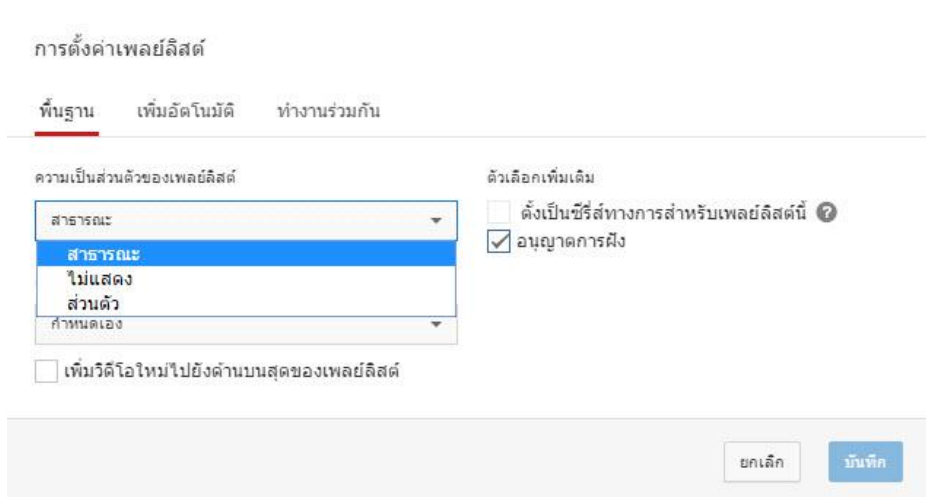 การตั้งค่าเพลย์ลิสต์
พื้นฐาน เพิ่มอัตโนมัติ ทำงานร่วมกัน
ความเป็นส่วนตัวของเพลย์ลิสต์
สาธารณะ
สาธารณะ
ไม่แสดง
ส่วนตัว
กำหนดเอง
เพิ่มวิดีโอใหม่ไปยังด้านบนสุดของเพลย์ลิสต์
ตัวเลือกเพิ่มเติม
ตั้งเป็นซีรี่ส์ทางการสำหรับเพลย์ลิสต์นี้ ?
อนุญาตการฝัง
ยกเลิก บันทึก